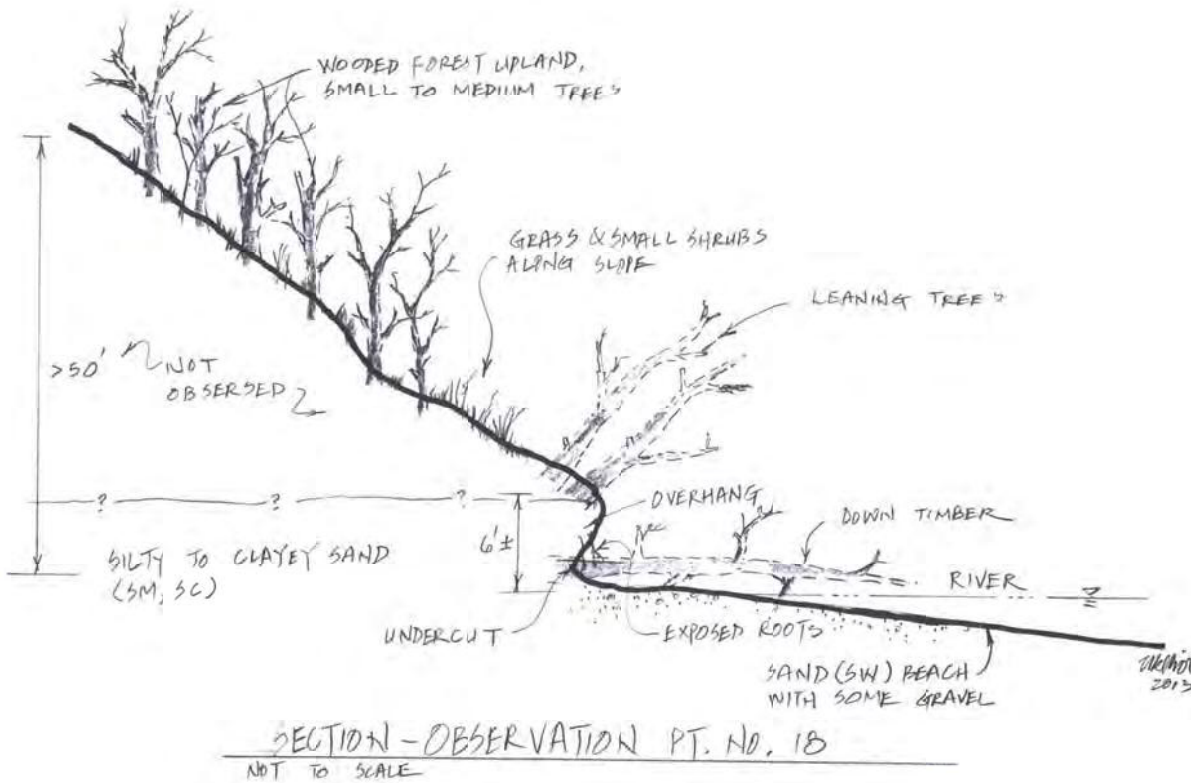 WOODED FOREST UPLAND,
SMALL TO MEDIUM TREES
GRASS & SMALL SHRUBS
ALONG SLOPE
LEANING TREES
>50'
NOT
OBSERSED
? ? ?
OVERHANG
DOWN TIMBER
6'±
SILTY TO CLAYEY SAND
(SM, SC)
RIVER
UNDERCUT
EXPOSED ROOTS
SAND (SW) BEACH
WITH SOME GRAVEL
2013
SECTION - OBSERVATION PT. NO. 18
NOT TO SCALE